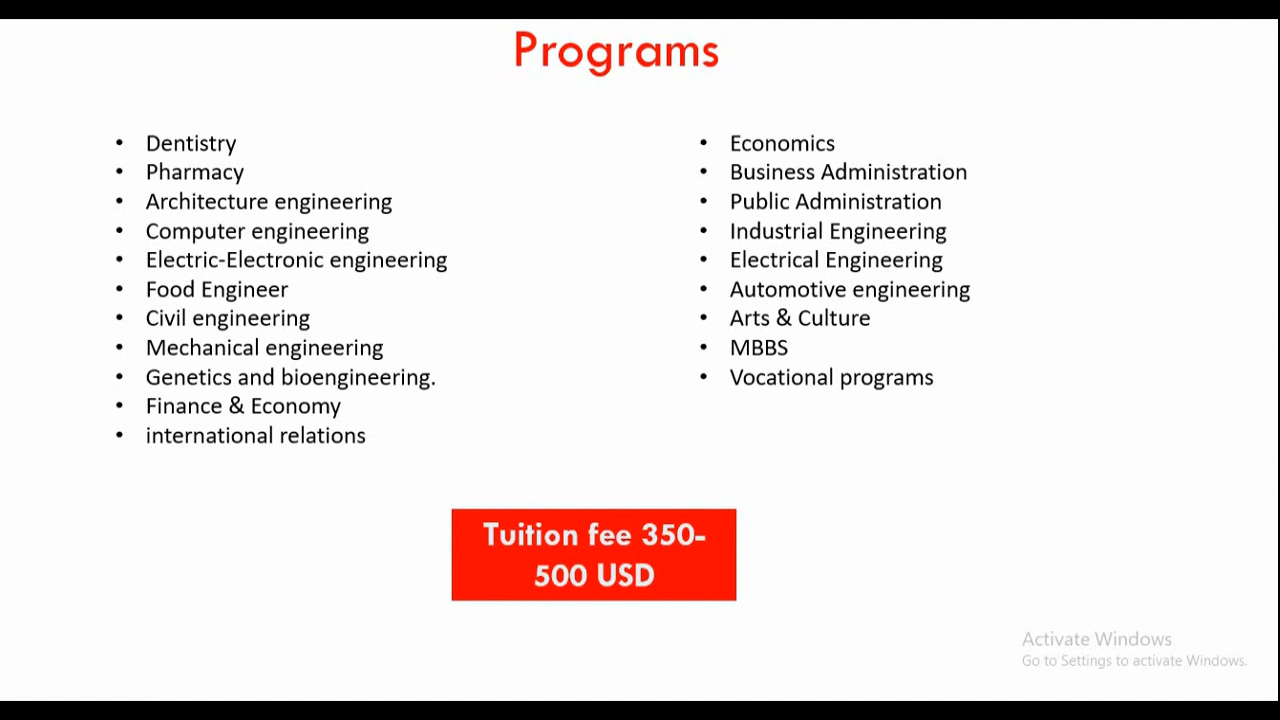 Programs
• Dentistry
• Pharmacy
• Architecture engineering
• Computer engineering
• Electric-Electronic engineering
• Food Engineer
• Civil engineering
• Mechanical engineering
• Genetics and bioengineering.
• Finance & Economy
• international relations
• Economics
• Business Administration
• Public Administration
• Industrial Engineering
• Electrical Engineering
• Automotive engineering
• Arts & Culture
• MBBS
• Vocational programs
Tuition fee 350-
500 USD
Activate Windows
Go to Settings to activate Windows.